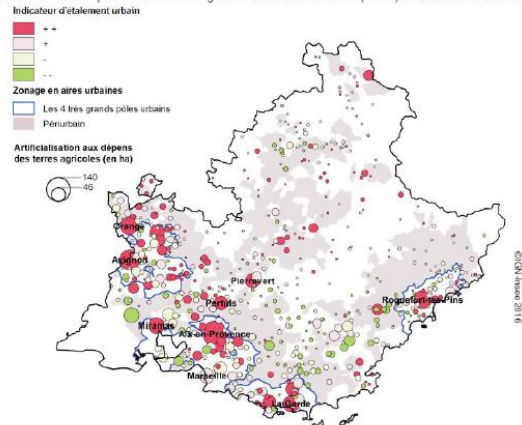 Indicateur d'étalement urbain
+ +
+
-
- -
Zonage en aires urbaines
Les 4 très grands pôles urbains
Périurbain
Artificialisation aux dépens
des terres agricoles (en ha)
140
46
Orange
Avignon
Pierrevert
Pertuis
Roquefort-les-Pins
Miramas
Aix-en-Provence
Marseille
La Garde
©IGN-Insee 2016